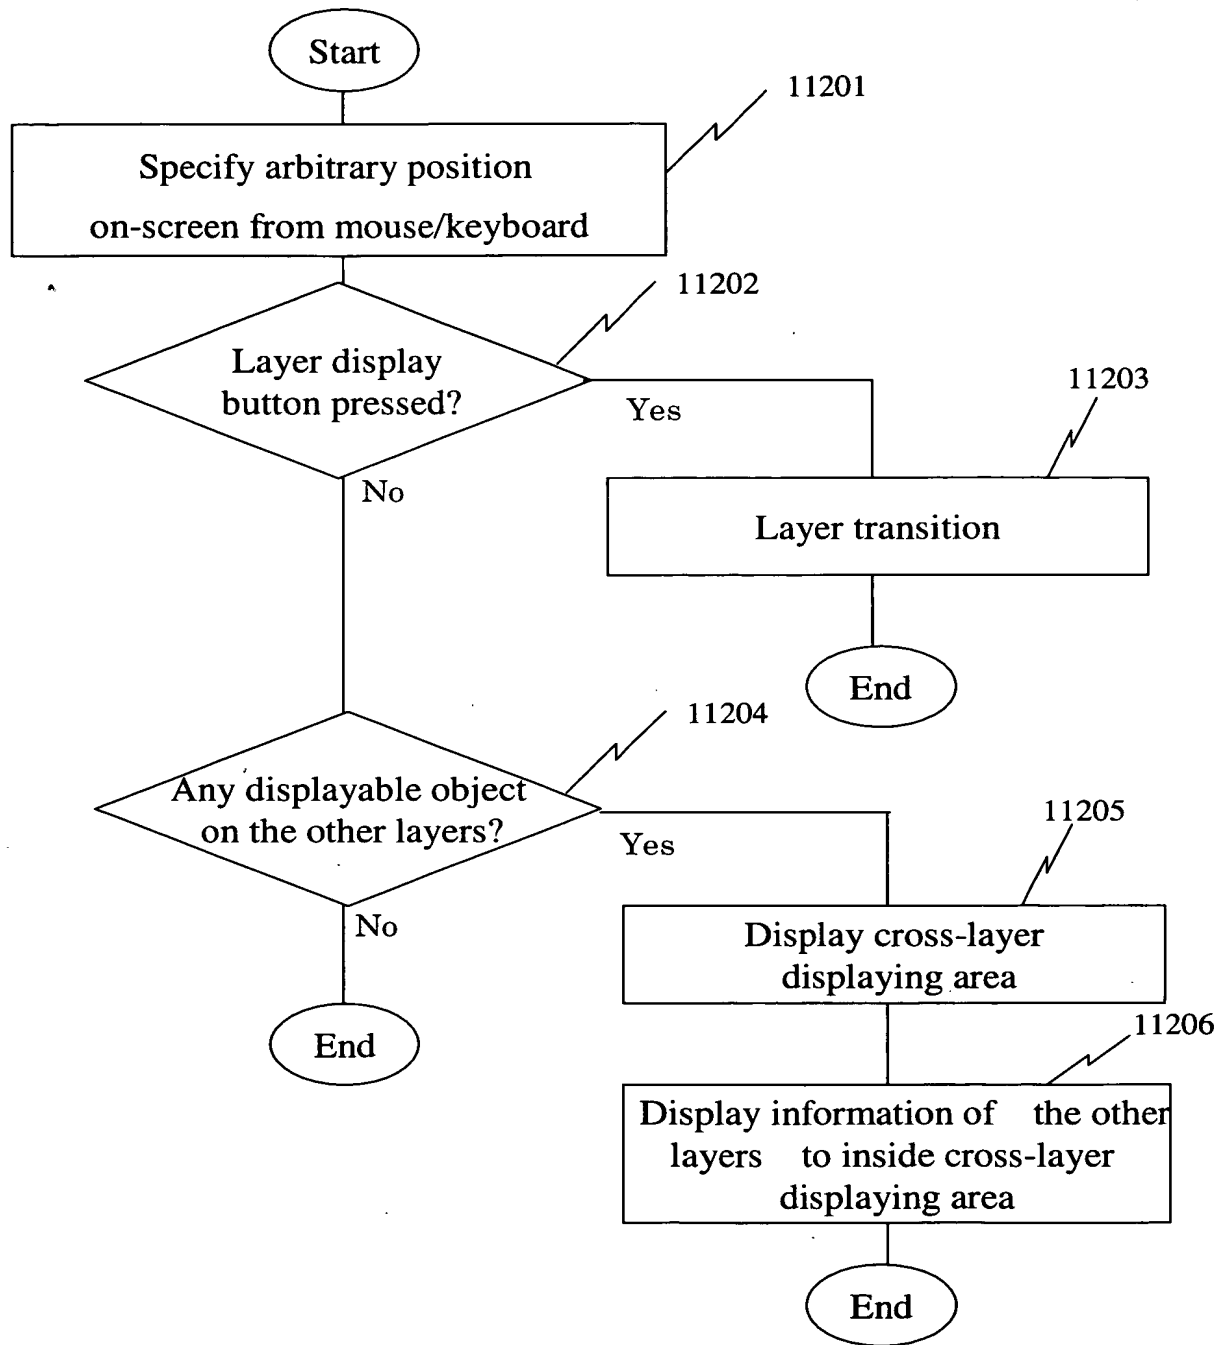 Start
11201
Specify arbitrary position
on-screen from mouse/keyboard
11202
Layer display
button pressed?
Yes
11203
No
Layer transition
End
11204
Any displayable object
on the other layers?
Yes
11205
No
Display cross-layer
displaying area
End
11206
Display information of the other
layers to inside cross-layer
displaying area
End